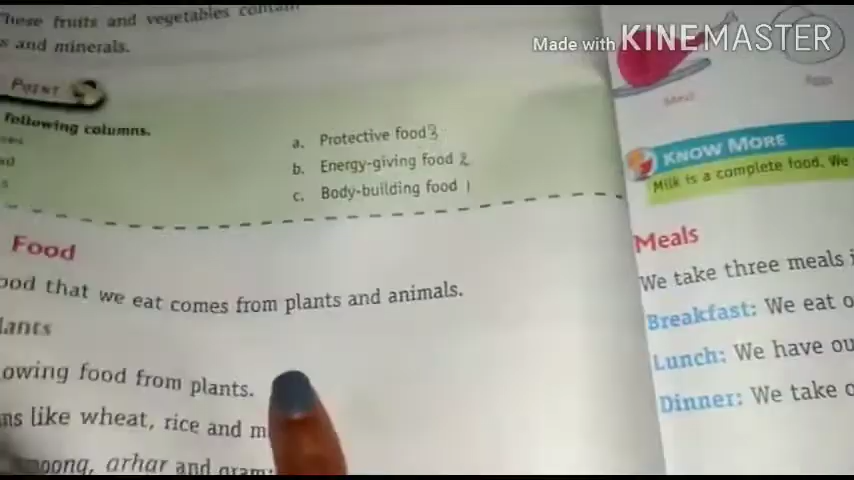 These fruits and vegetables contain
s and minerals.
POINT
following columns.
a. Protective food 3
b. Energy-giving food 2
c. Body-building food 1
Food
ood that we eat comes from plants and animals.
lants
owing food from plants.
ns like wheat, rice and m
moong, arhar and gram
Made with KINEMASTER
Meat
Eggs
KNOW MORE
Milk is a complete food. We
Meals
We take three meals i
Breakfast: We eat o
Lunch: We have ou
Dinner: We take o